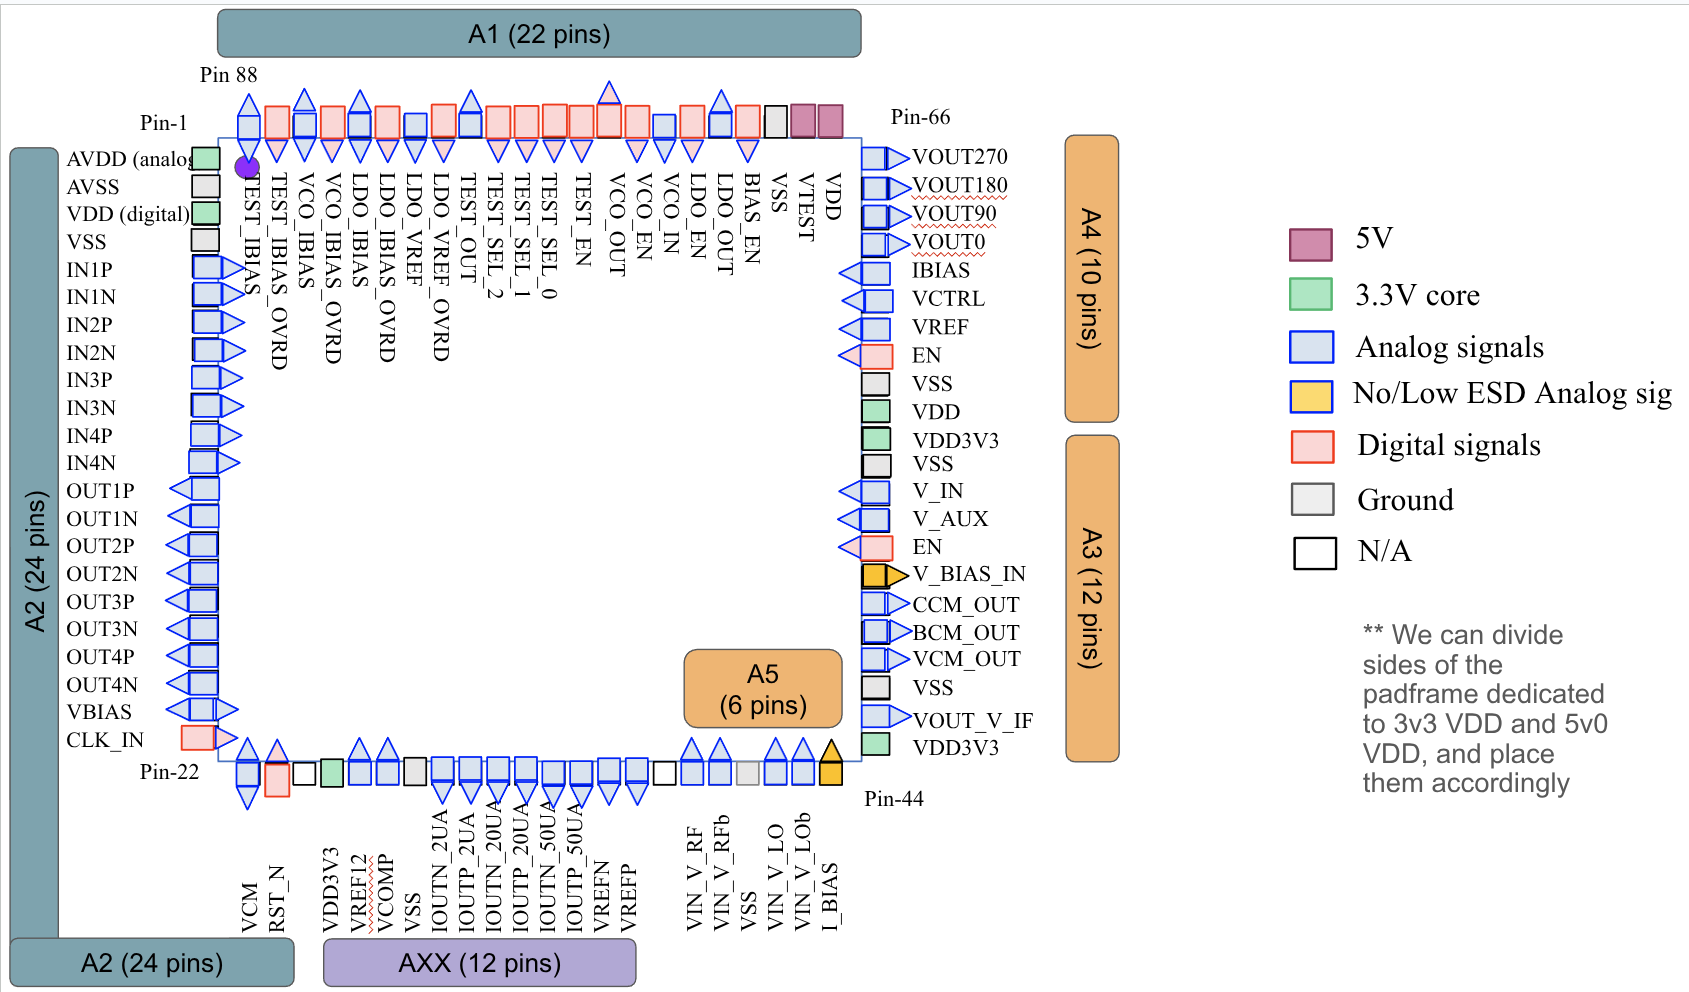 A1 (22 pins)
Pin 88
Pin-1
Pin-66
AVDD (analog
AVSS
VDD (digital)
VSS
IN1P
IN1N
IN2P
IN2N
IN3P
IN3N
IN4P
IN4N
OUT1P
OUT1N
OUT2P
OUT2N
OUT3P
OUT3N
OUT4P
OUT4N
VBIAS
CLK_IN
Pin-22
A2 (24 pins)
TEST_IBIAS
TEST_IBIAS_OVRD
VCO_IBIAS
VCO_IBIAS_OVRD
LDO_IBIAS
LDO_IBIAS_OVRD
LDO_VREF
LDO_VREF_OVRD
TEST_OUT
TEST_SEL_2
TEST_SEL_1
TEST_SEL_0
TEST_EN
VCO_OUT
VCO_EN
VCO_IN
LDO_EN
LDO_OUT
BIAS_EN
VSS
VTEST
VDD
VOUT270
VOUT180
VOUT90
VOUT0
IBIAS
VCTRL
VREF
EN
VSS
VDD
VDD3V3
VSS
V_IN
V_AUX
EN
V_BIAS_IN
CCM_OUT
BCM_OUT
VCM_OUT
VSS
VOUT_V_IF
VDD3V3
Pin-44
A4 (10 pins)
A3 (12 pins)
A5
(6 pins)
VCM
RST_N
VDD3V3
VREF12
VCOMP
VSS
IOUTN_2UA
IOUTP_2UA
IOUTN_20UA
IOUTP_20UA
IOUTN_50UA
IOUTP_50UA
VREFN
VREFP
VIN_V_RF
VIN_V_RFb
VSS
VIN_V_LO
VIN_V_LOb
I_BIAS
A2 (24 pins)
AXX (12 pins)
5V
3.3V core
Analog signals
No/Low ESD Analog sig
Digital signals
Ground
N/A
** We can divide
sides of the
padframe dedicated
to 3v3 VDD and 5v0
VDD, and place
them accordingly